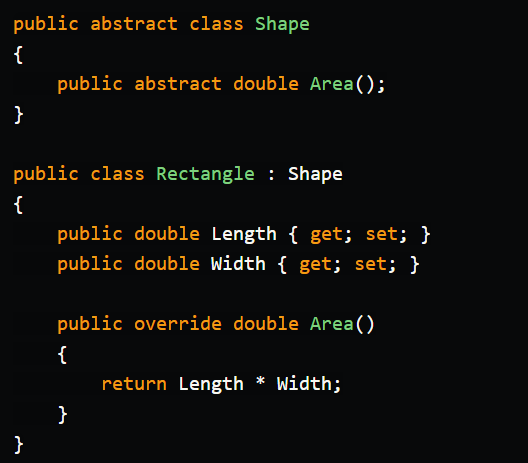 public abstract class Shape
{
    public abstract double Area();
}

public class Rectangle : Shape
{
    public double Length { get; set; }
    public double Width { get; set; }

    public override double Area()
    {
        return Length * Width;
    }
}